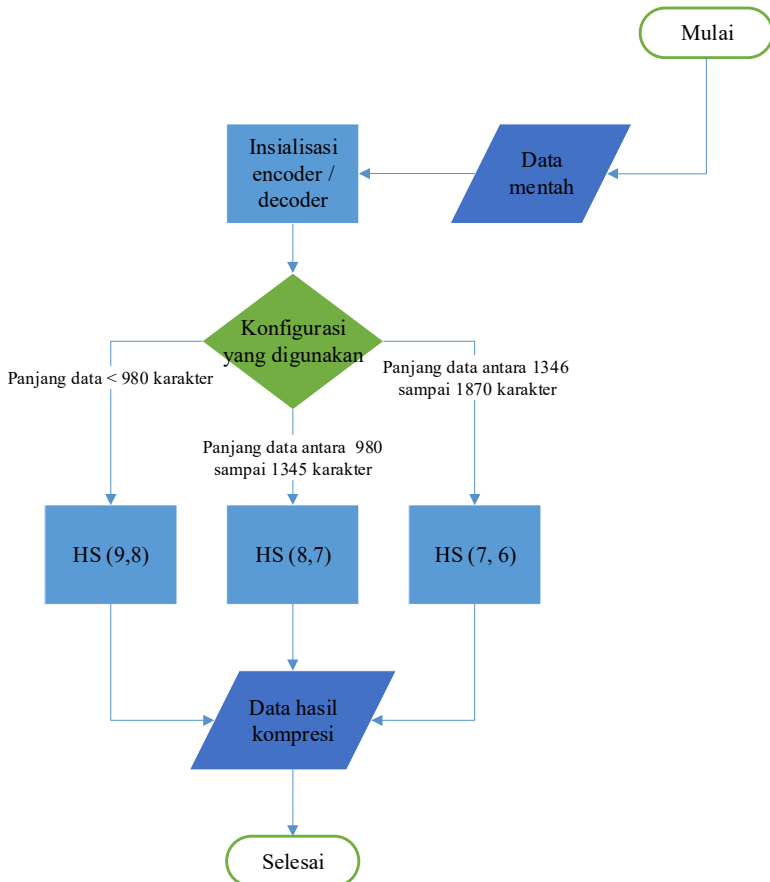 Mulai
Data
mentah
Insialisasi
encoder /
decoder
Konfigurasi
yang digunakan
Panjang data < 980 karakter
Panjang data antara 980
sampai 1345 karakter
Panjang data antara 1346
sampai 1870 karakter
HS (9,8)
HS (8,7)
HS (7, 6)
Data hasil
kompresi
Selesai